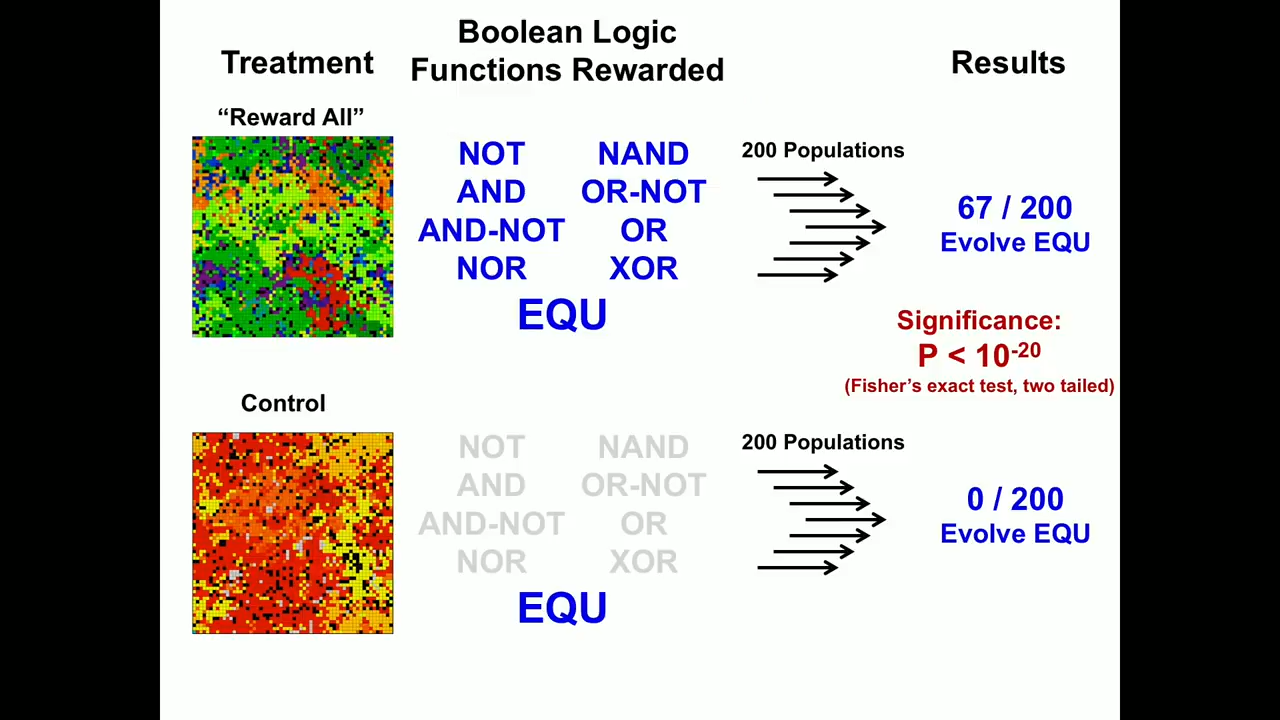 Treatment
Boolean Logic
Functions Rewarded
Results
“Reward All”
NOT NAND
AND OR-NOT
AND-NOT OR
NOR XOR
EQU
200 Populations
67 / 200
Evolve EQU
Significance:
P < 10⁻²⁰
(Fisher’s exact test, two tailed)
Control
NOT NAND
AND OR-NOT
AND-NOT OR
NOR XOR
EQU
200 Populations
0 / 200
Evolve EQU